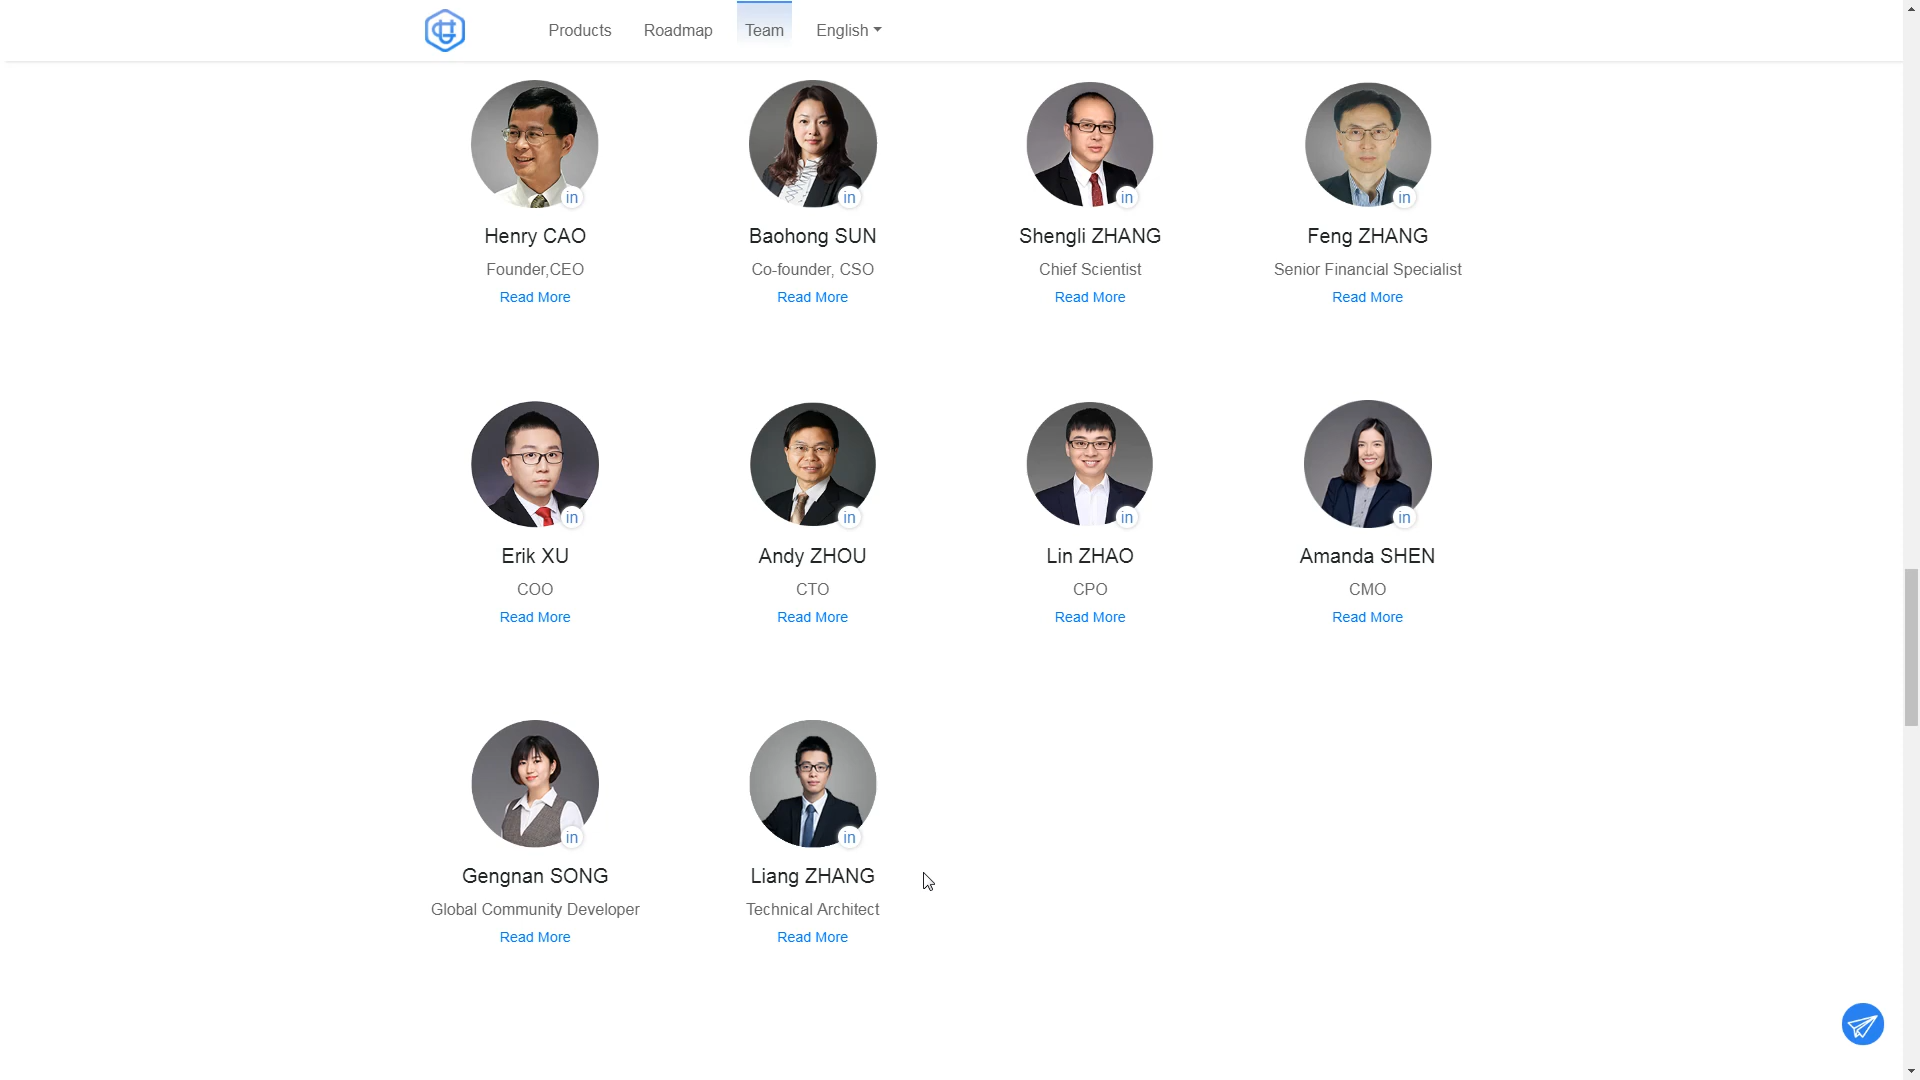 Products Roadmap Team English
in in in in
Henry CAO Baohong SUN Shengli ZHANG Feng ZHANG
Founder,CEO Co-founder, CSO Chief Scientist Senior Financial Specialist
Read More Read More Read More Read More
in in in in
Erik XU Andy ZHOU Lin ZHAO Amanda SHEN
COO CTO CPO CMO
Read More Read More Read More Read More
in in
Gengnan SONG Liang ZHANG
Global Community Developer Technical Architect
Read More Read More